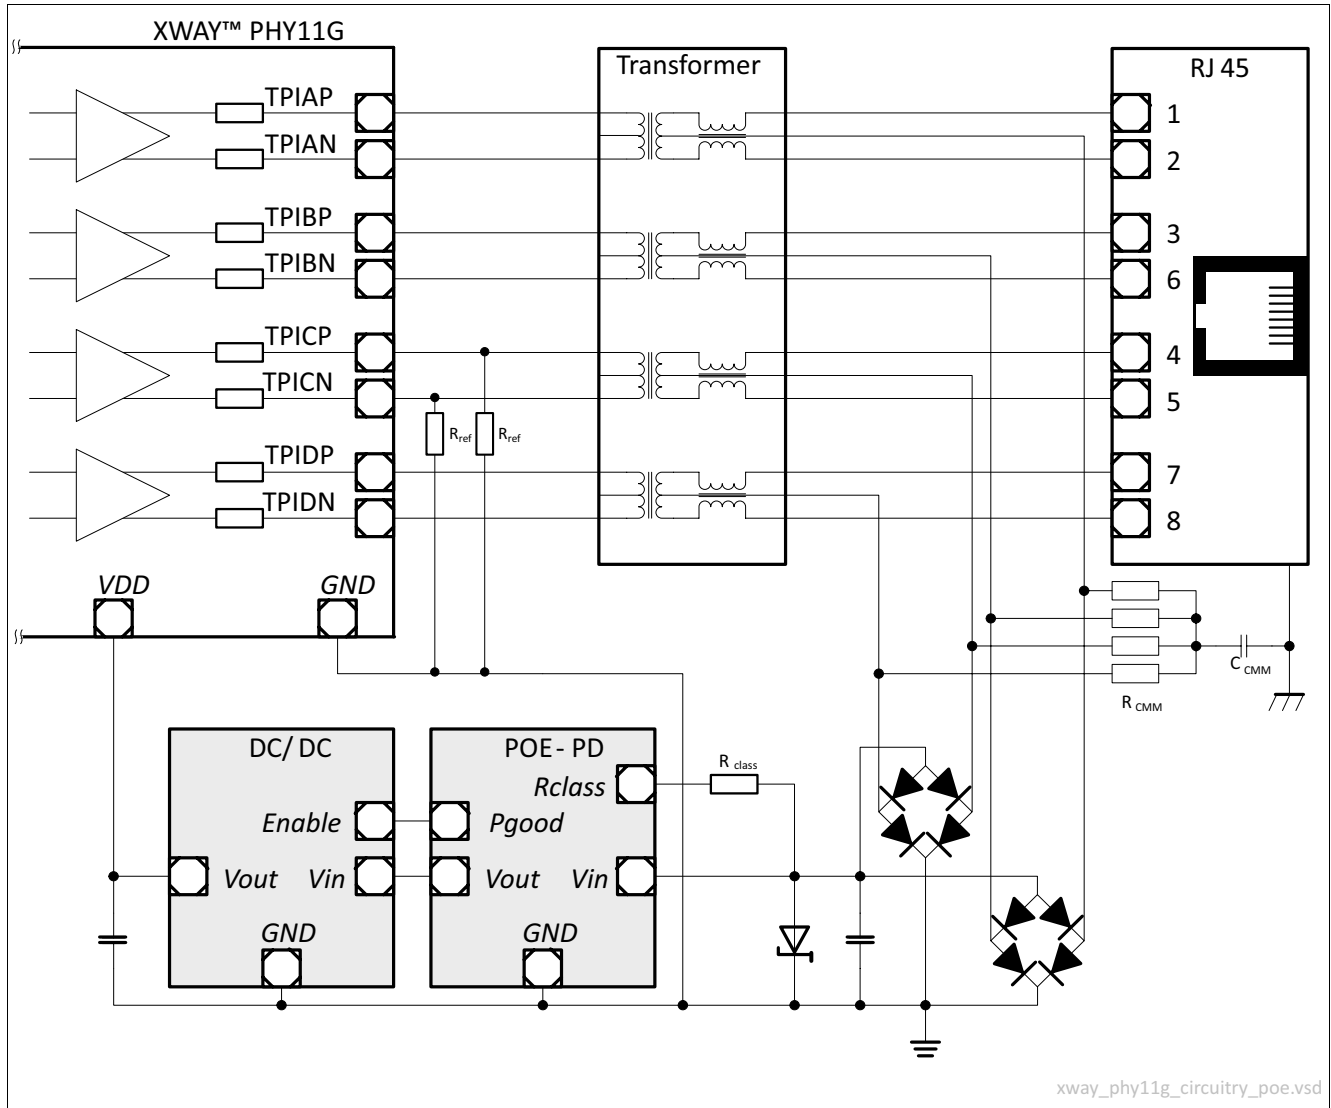 XWAY™ PHY11G
Transformer
RJ 45
TPIAP
1
TPIAN
2
TPIBP
3
TPIBN
6
TPICP
4
TPICN
5
Rref
Rref
TPIDP
7
TPIDN
8
VDD
GND
C CMM
R CMM
DC/ DC
POE - PD
R class
Rclass
Enable
Pgood
Vout
Vin
Vout
Vin
GND
GND
xway_phy11g_circuitry_poe.vsd